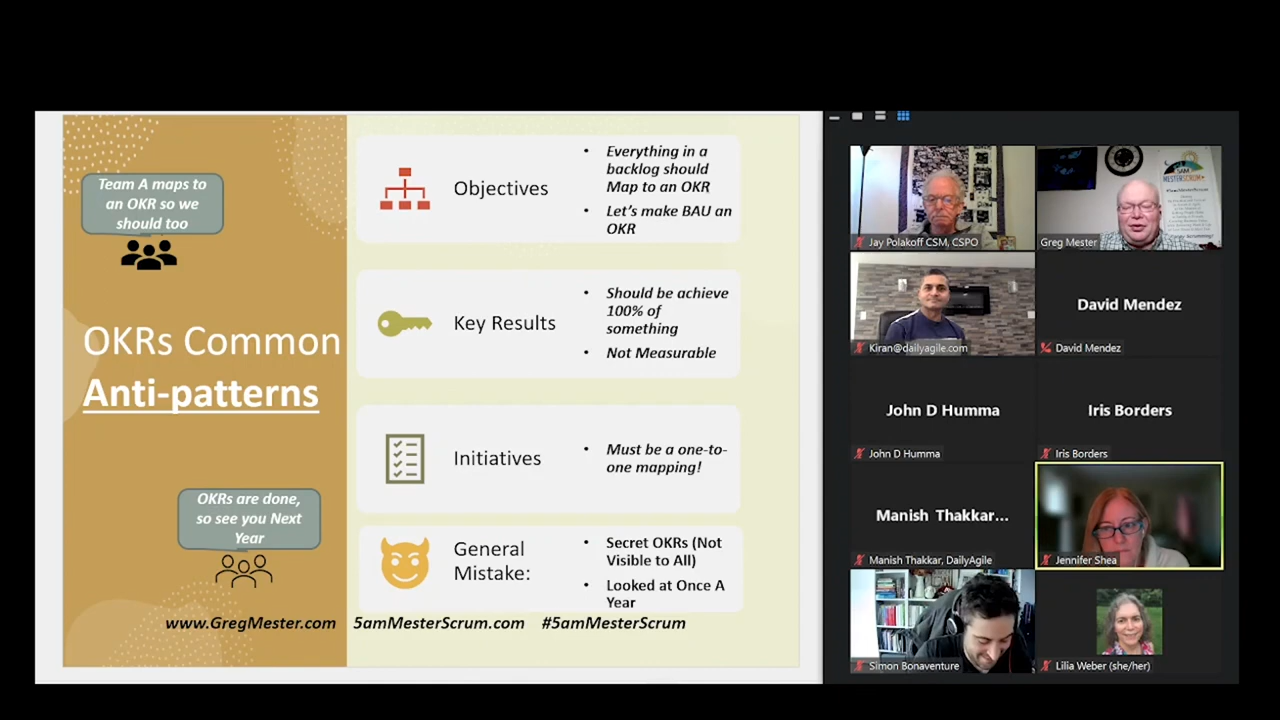 Team A maps to
an OKR so we
should too
OKRs Common
Anti-patterns
OKRs are done,
so see you Next
Year
Objectives
• Everything in a
backlog should
Map to an OKR
• Let's make BAU an
OKR
Key Results
• Should be achieve
100% of
something
• Not Measurable
Initiatives
• Must be a one-to-
one mapping!
General
Mistake:
• Secret OKRs (Not
Visible to All)
• Looked at Once A
Year
www.GregMester.com 5amMesterScrum.com #5amMesterScrum
Jay Polakoff CSM, CSPO
5AM
MESTERSCRUM
Greg Mester
Kiran@dailyagile.com
David Mendez
David Mendez
John D Humma
John D Humma
Iris Borders
Iris Borders
Manish Thakkar...
Manish Thakkar, DailyAgile
Jennifer Shea
Simon Bonaventure
Lilia Weber (she/her)